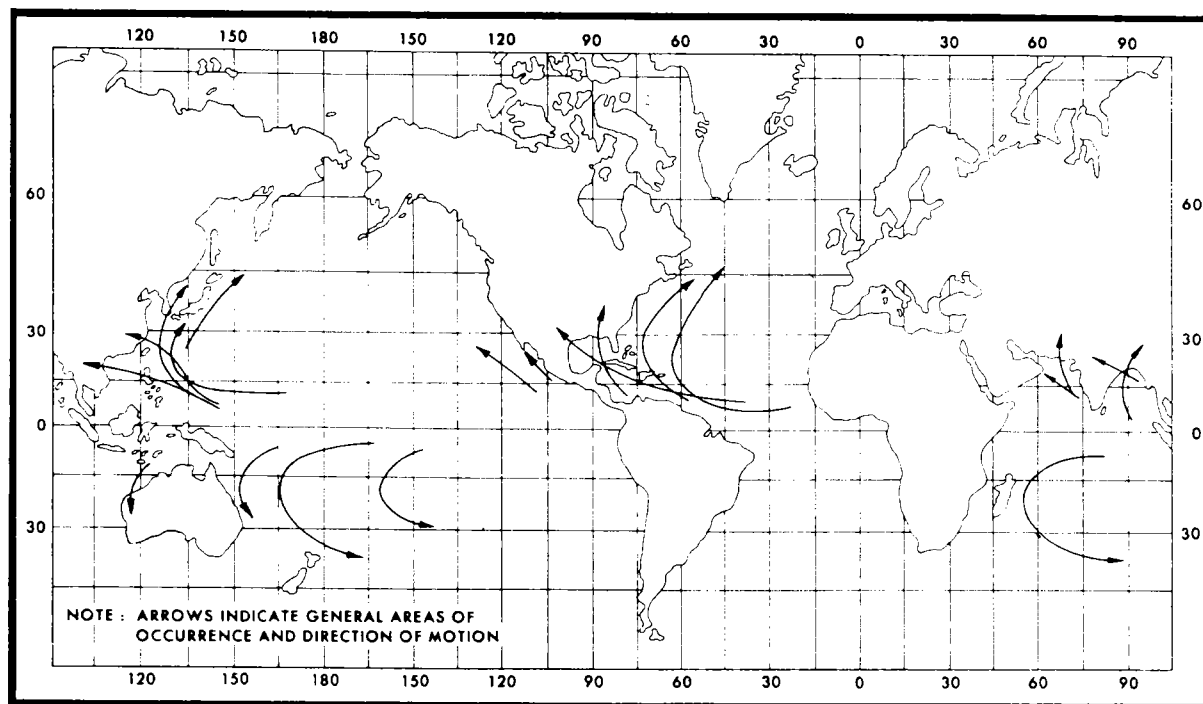 120 150 180 150 120 90 60 30 0 30 60 90
60 60
30 30
0 0
30 30
NOTE : ARROWS INDICATE GENERAL AREAS OF
OCCURRENCE AND DIRECTION OF MOTION
120 150 180 150 120 90 60 30 0 30 60 90